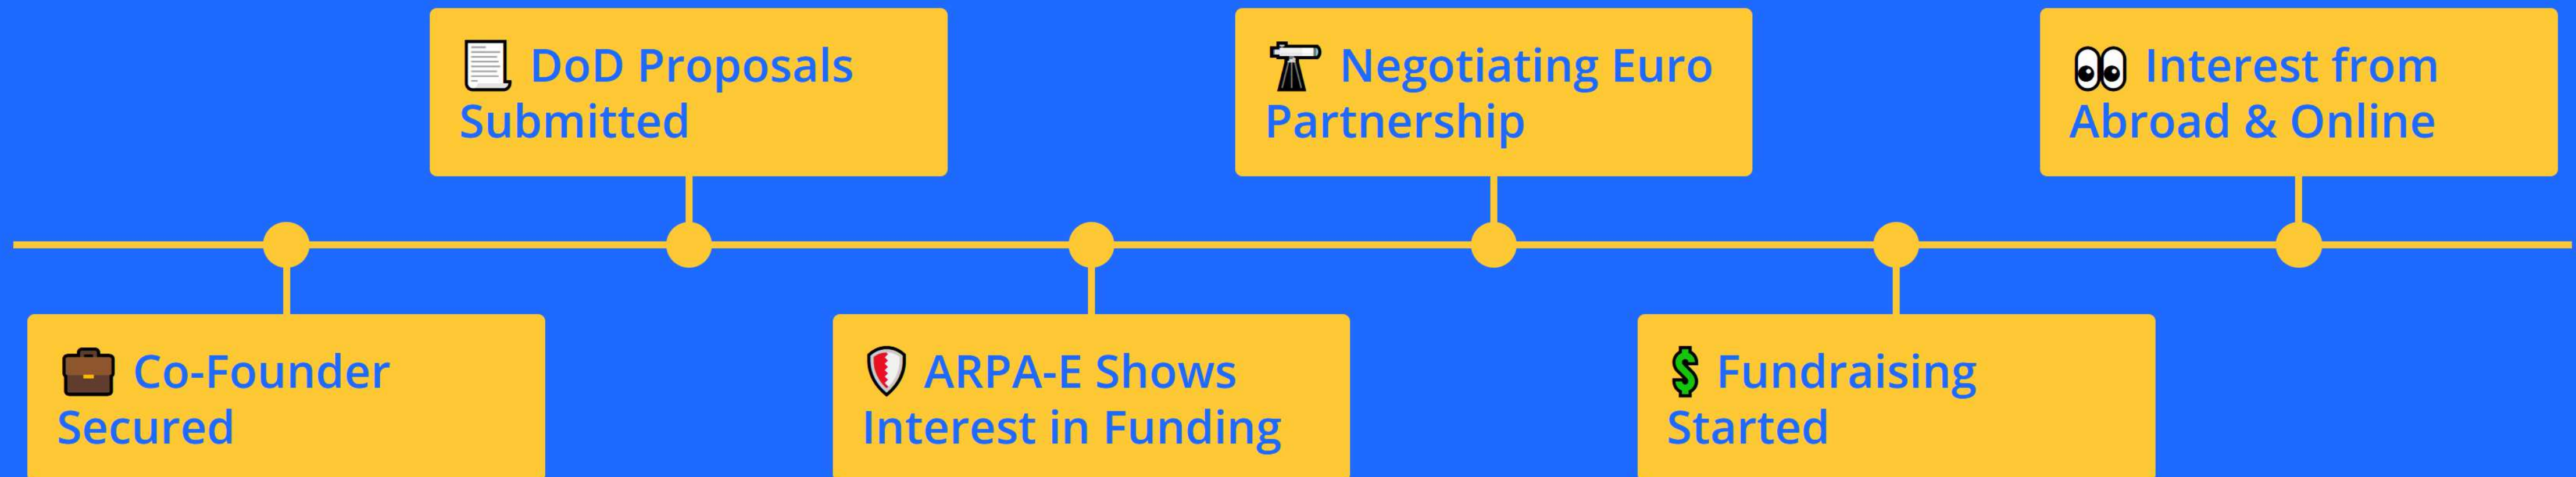 DoD Proposals
Submitted
Negotiating Euro
Partnership
Interest from
Abroad & Online
Co-Founder
Secured
ARPA-E Shows
Interest in Funding
Fundraising
Started